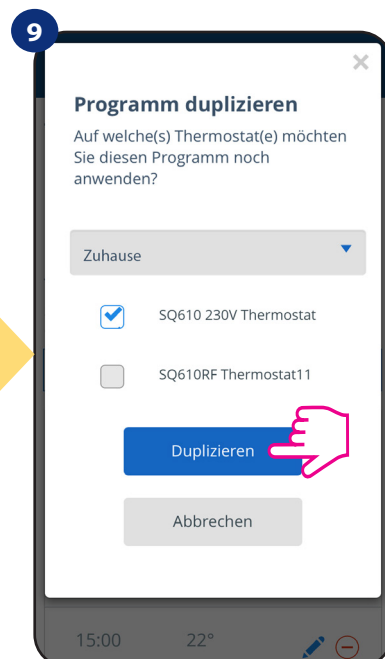 9
×
Programm duplizieren
Auf welche(s) Thermostat(e) möchten
Sie diesen Programm noch
anwenden?
Zuhause
SQ610 230V Thermostat
SQ610RF Thermostat11
Duplizieren
Abbrechen
15:00 22°